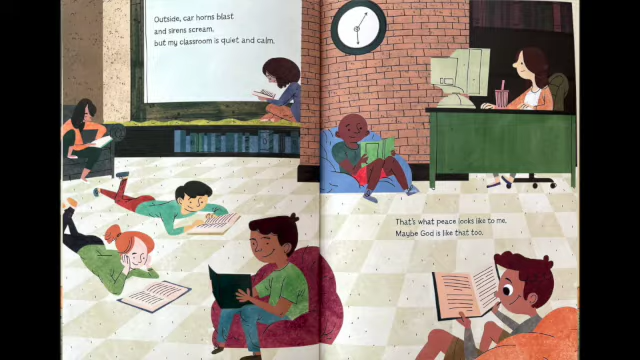 Outside, car horns blast
and sirens scream,
but my classroom is quiet and calm.
That's what peace looks like to me.
Maybe God is like that too.